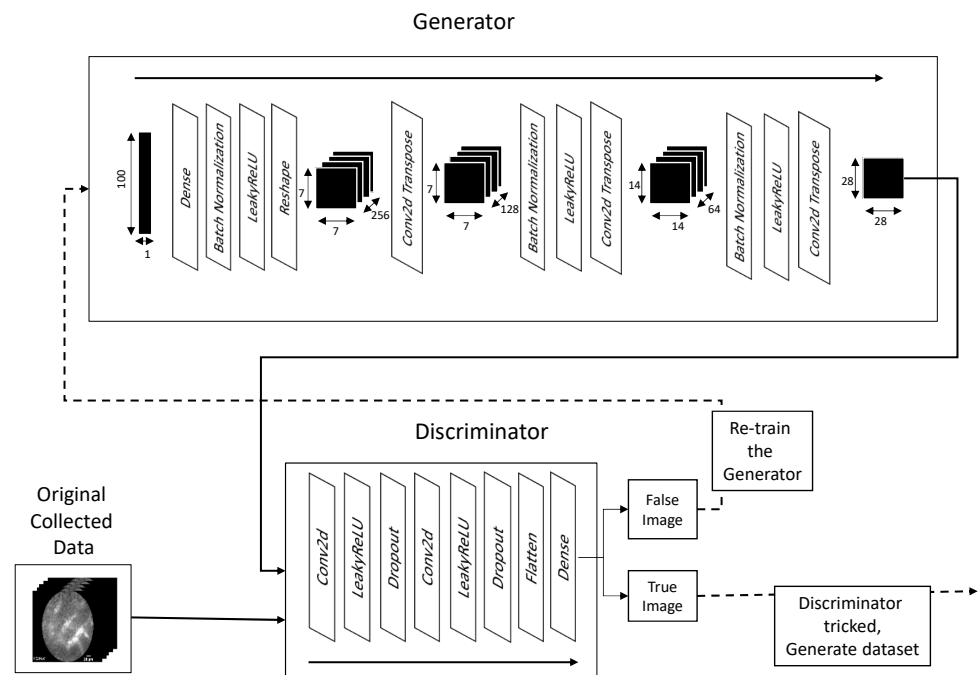 Generator
100
1
Dense
Batch Normalization
LeakyReLU
Reshape
7
7
256
Conv2d Transpose
7
7
128
Batch Normalization
LeakyReLU
Conv2d Transpose
14
14
64
Batch Normalization
LeakyReLU
Conv2d Transpose
28
28
Discriminator
Original
Collected
Data
Conv2d
LeakyReLU
Dropout
Conv2d
LeakyReLU
Dropout
Flatten
Dense
False
Image
True
Image
Re-train
the
Generator
Discriminator
tricked,
Generate dataset